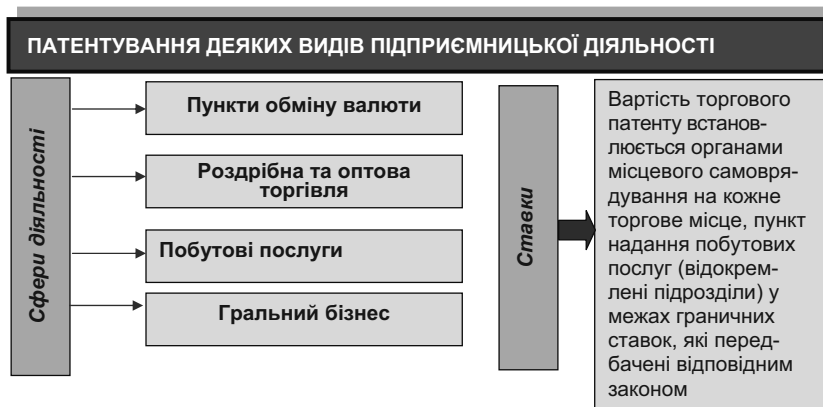 ПАТЕНТУВАННЯ ДЕЯКИХ ВИДІВ ПІДПРИЄМНИЦЬКОЇ ДІЯЛЬНОСТІ
Сфери діяльності
Пункти обміну валюти
Роздрібна та оптова
торгівля
Побутові послуги
Гральний бізнес
Ставки
Вартість торгового
патенту встанов-
люється органами
місцевого самовря-
дування на кожне
торгове місце, пункт
надання побутових
послуг (відокрем-
лені підрозділи) у
межах граничних
ставок, які перед-
бачені відповідним
законом